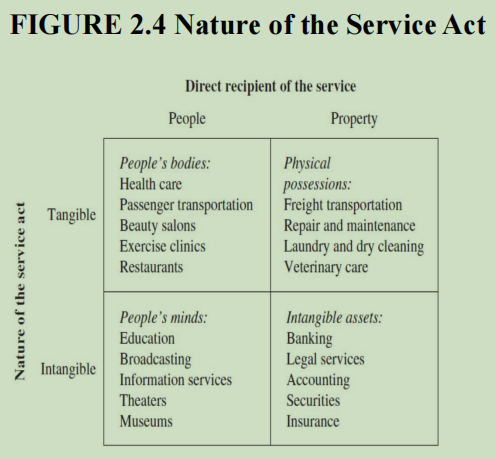 FIGURE 2.4 Nature of the Service Act
Direct recipient of the service
People
Property
Nature of the service act
Tangible
People's bodies:
Health care
Passenger transportation
Beauty salons
Exercise clinics
Restaurants
Physical
possessions:
Freight transportation
Repair and maintenance
Laundry and dry cleaning
Veterinary care
Intangible
People's minds:
Education
Broadcasting
Information services
Theaters
Museums
Intangible assets:
Banking
Legal services
Accounting
Securities
Insurance